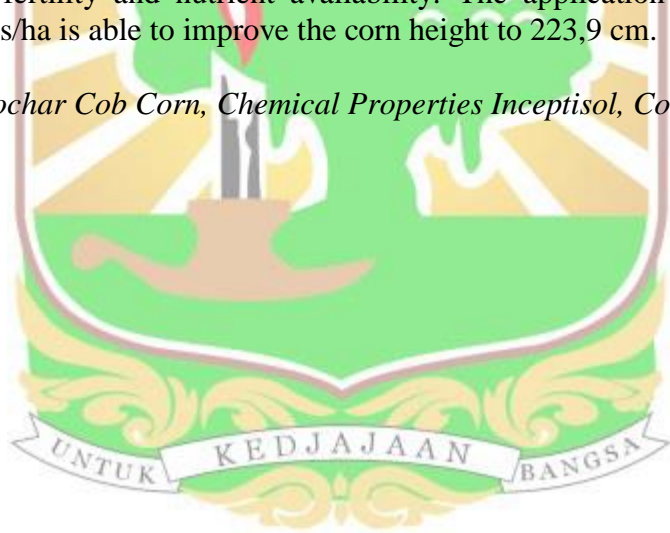 fertility and nutrient availability. The application
s/ha is able to improve the corn height to 223,9 cm.
ochar Cob Corn, Chemical Properties Inceptisol, Co
UNTUK KEDJAJAAN BANGSA